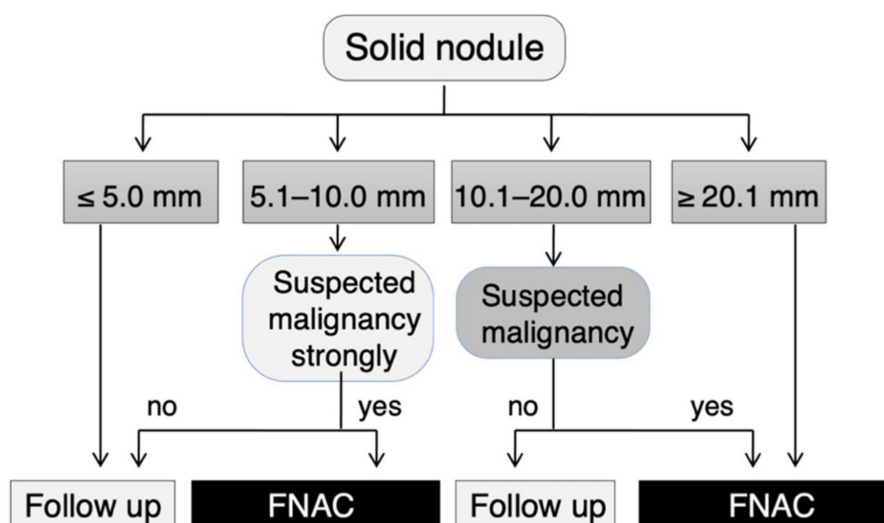 Solid nodule
≤ 5.0 mm
5.1–10.0 mm
10.1–20.0 mm
≥ 20.1 mm
Suspected
malignancy
strongly
Suspected
malignancy
no
yes
no
yes
Follow up
FNAC
Follow up
FNAC